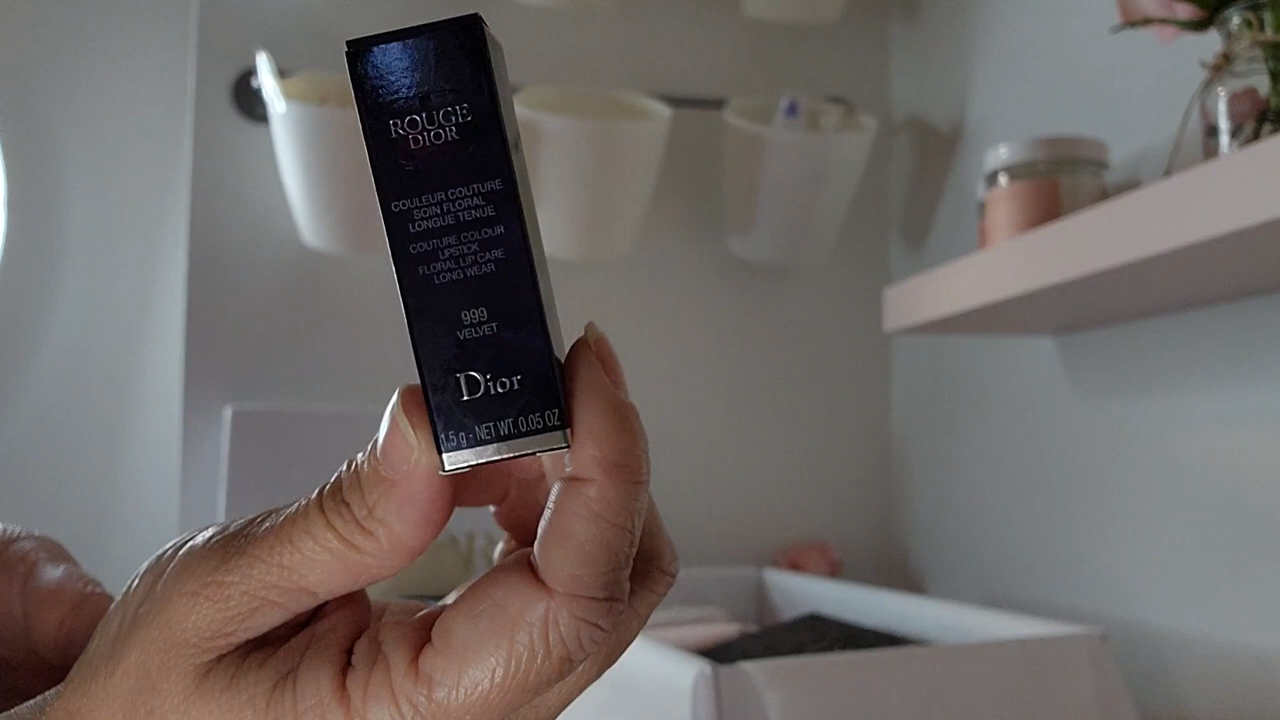 ROUGE
DIOR
COULEUR COUTURE
SOIN FLORAL
LONGUE TENUE
COUTURE COLOUR
LIPSTICK
FLORAL LIP CARE
LONG WEAR
999
VELVET
Dior
1,5 g - NET WT. 0.05 OZ